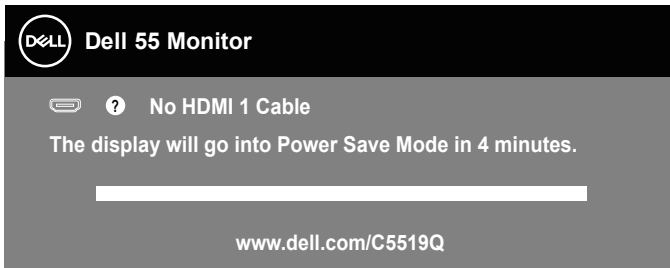 DELL Dell 55 Monitor
? No HDMI 1 Cable
The display will go into Power Save Mode in 4 minutes.
www.dell.com/C5519Q